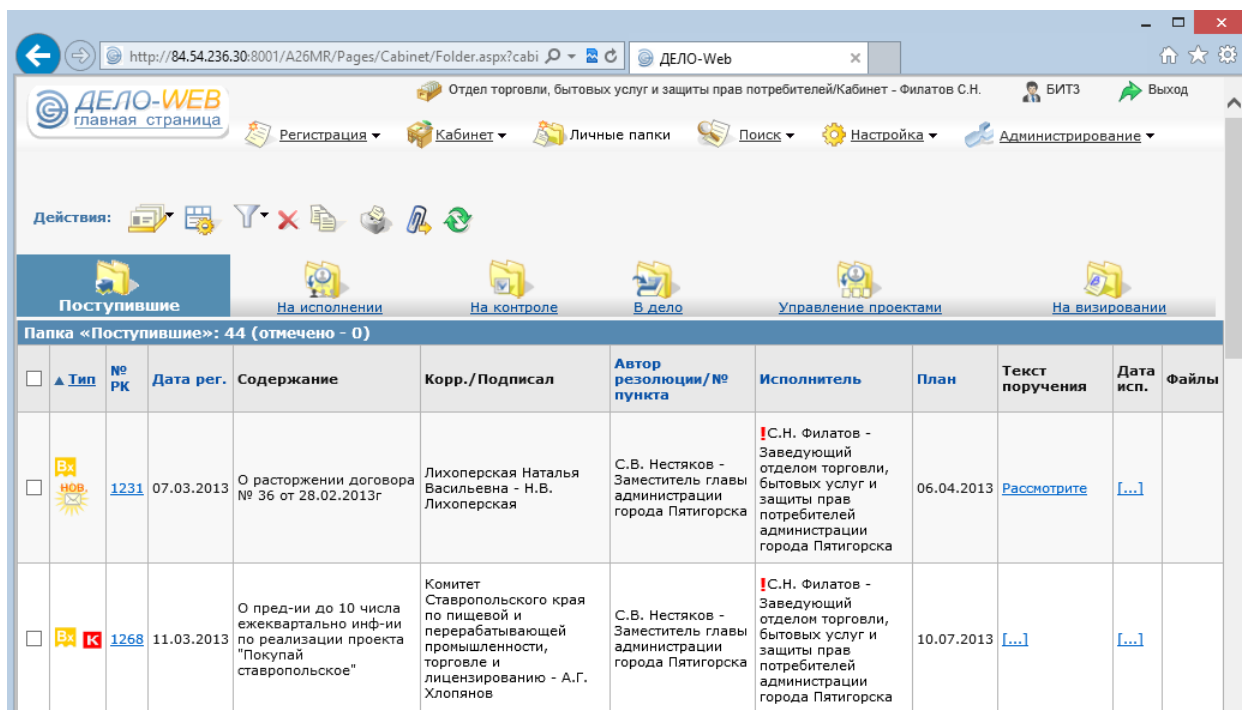 http://84.54.236.30:8001/A26MR/Pages/Cabinet/Folder.aspx?cabi
ДЕЛО-Web
ДЕЛО-WEB
главная страница
Отдел торговли, бытовых услуг и защиты прав потребителей/Кабинет - Филатов С.Н.
БИТЗ
Выход
Регистрация
Кабинет
Личные папки
Поиск
Настройка
Администрирование
Действия:
Поступившие
На исполнении
На контроле
В дело
Управление проектами
На визировании
Папка «Поступившие»: 44 (отмечено - 0)
Тип
№
РК
Дата рег.
Содержание
Корр./Подписал
Автор
резолюции/№
пункта
Исполнитель
План
Текст
поручения
Дата
исп.
Файлы
Вх
НОВ.
1231
07.03.2013
О расторжении договора
№ 36 от 28.02.2013г
Лихоперская Наталья
Васильевна - Н.В.
Лихоперская
С.В. Нестяков -
Заместитель главы
администрации
города Пятигорска
!С.Н. Филатов -
Заведующий
отделом торговли,
бытовых услуг и
защиты прав
потребителей
администрации
города Пятигорска
06.04.2013
Рассмотрите
[...]
Вх
К
1268
11.03.2013
О пред-ии до 10 числа
ежеквартально инф-ии
по реализации проекта
"Покупай
ставропольское"
Комитет
Ставропольского края
по пищевой и
перерабатывающей
промышленности,
торговле и
лицензированию - А.Г.
Хлопянов
С.В. Нестяков -
Заместитель главы
администрации
города Пятигорска
!С.Н. Филатов -
Заведующий
отделом торговли,
бытовых услуг и
защиты прав
потребителей
администрации
города Пятигорска
10.07.2013
[...]
[...]